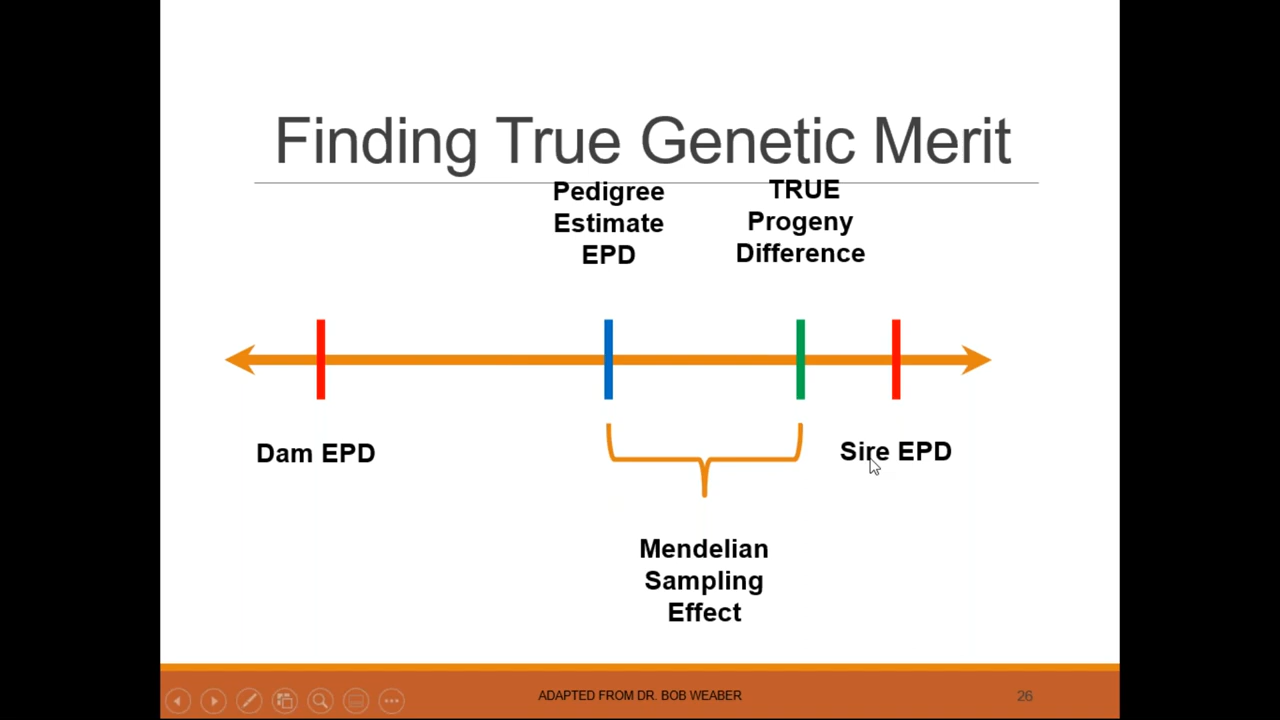 Finding True Genetic Merit
Pedigree
Estimate
EPD
TRUE
Progeny
Difference
Dam EPD
Sire EPD
Mendelian
Sampling
Effect
ADAPTED FROM DR. BOB WEABER
26